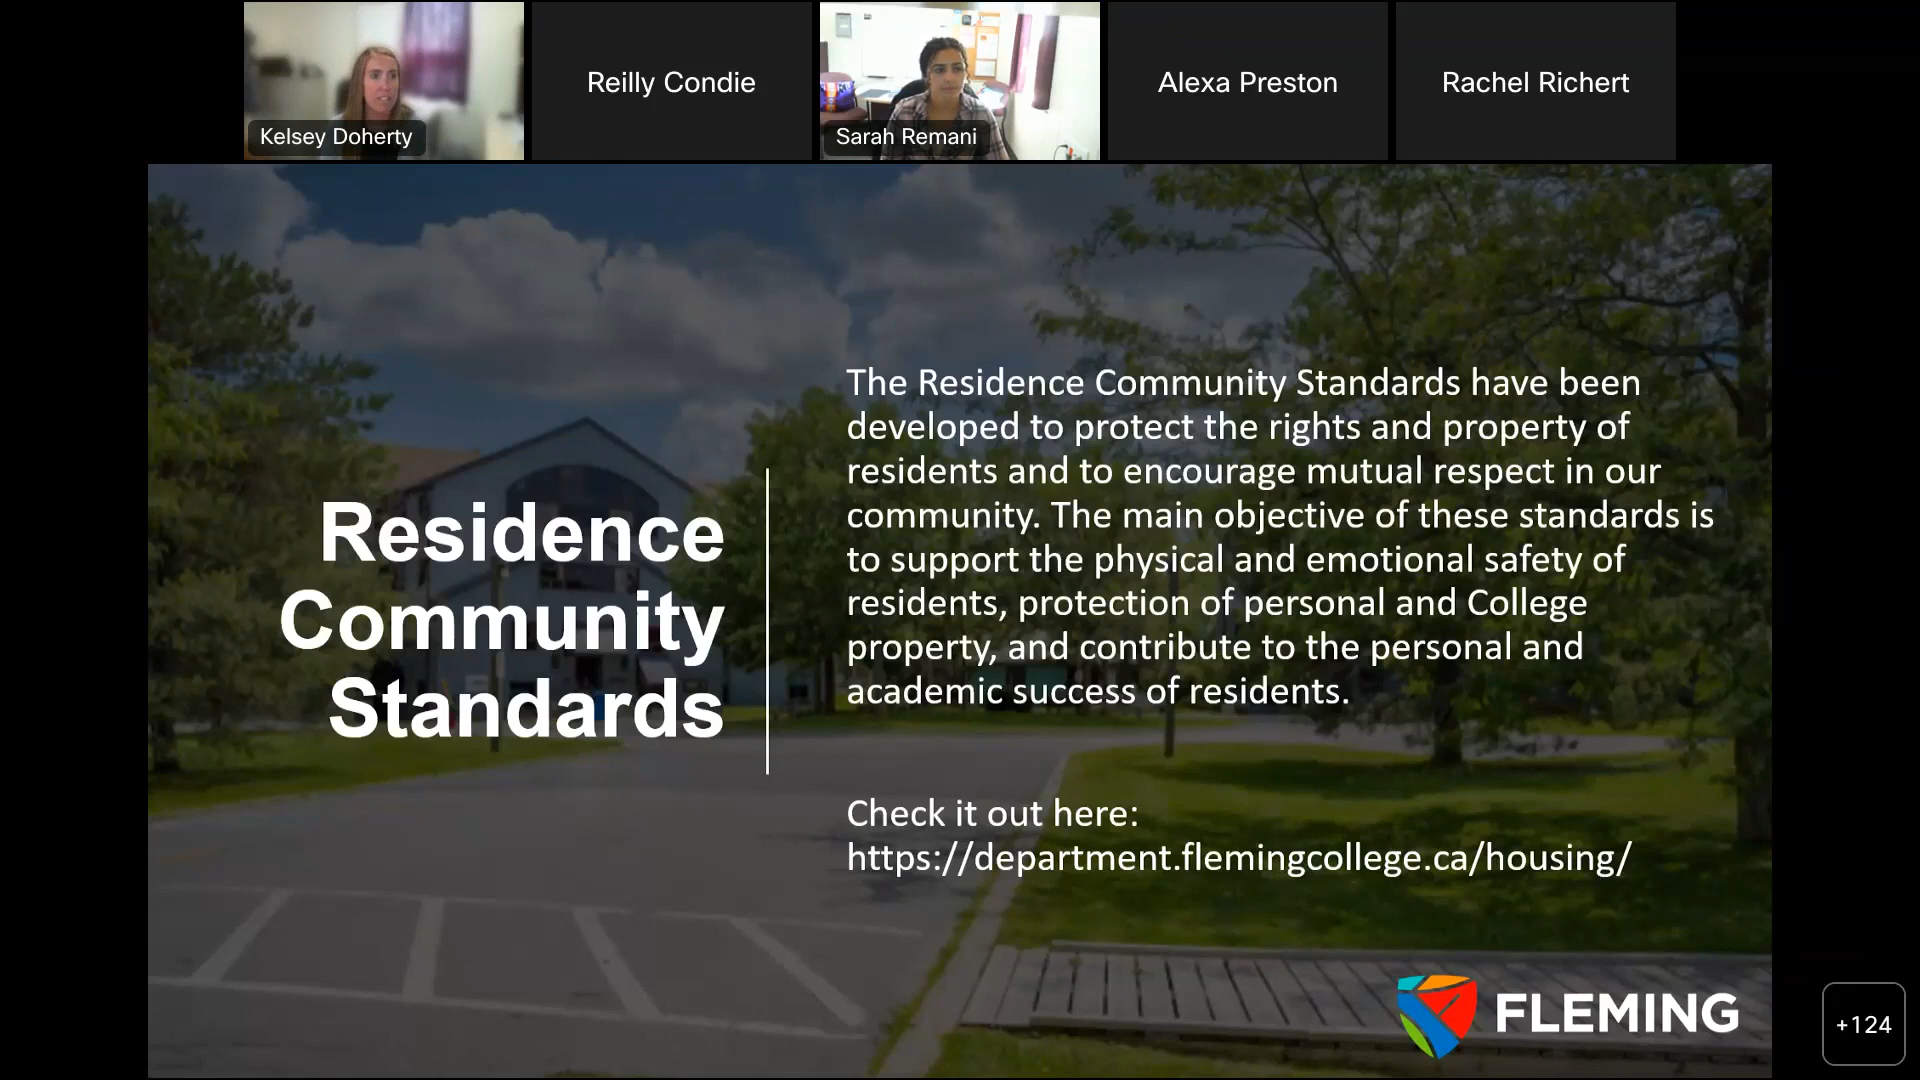 Kelsey Doherty
Reilly Condie
Sarah Remani
Alexa Preston
Rachel Richert
Residence
Community
Standards
The Residence Community Standards have been
developed to protect the rights and property of
residents and to encourage mutual respect in our
community. The main objective of these standards is
to support the physical and emotional safety of
residents, protection of personal and College
property, and contribute to the personal and
academic success of residents.
Check it out here:
https://department.flemingcollege.ca/housing/
FLEMING
+124